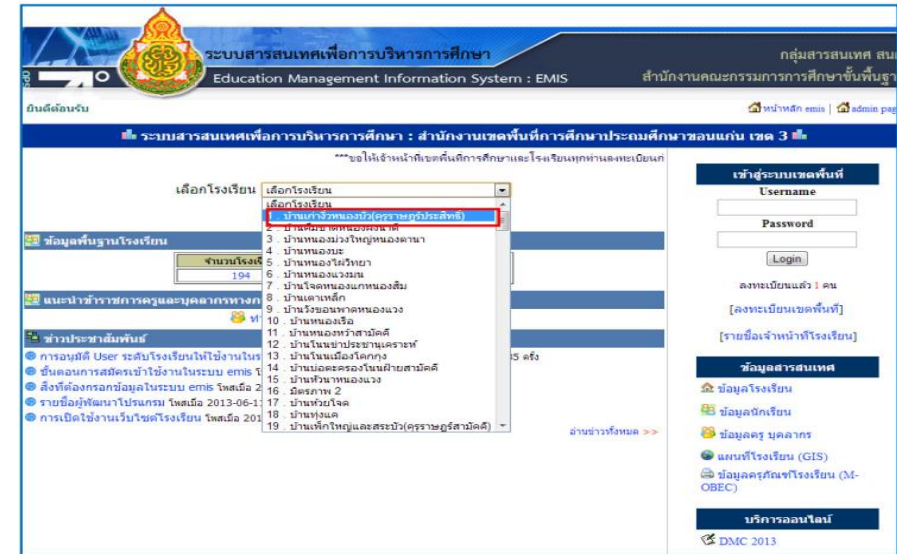 ระบบสารสนเทศเพื่อการบริหารการศึกษา
Education Management Information System : EMIS
กลุ่มสารสนเทศ
สำนักงานคณะกรรมการการศึกษาขั้นพื้นฐา
ยินดีต้อนรับ
หน้าหลัก emis | admin pag
ระบบสารสนเทศเพื่อการบริหารการศึกษา : สำนักงานเขตพื้นที่การศึกษาประถมศึกษาขอนแก่น เขต 3
***ขอให้เจ้าหน้าที่เขตพื้นที่การศึกษาและโรงเรียนทุกท่านลงทะเบียนก
เลือกโรงเรียน เลือกโรงเรียน
เลือกโรงเรียน
1 . บ้านเก่างิ้วหนองบัว(คุรุราษฎร์ประสิทธิ์)
3 . บ้านหนองม่วงใหญ่หนองตานา
4 . บ้านหนองบะ
5 . บ้านหนองไผ่วิทยา
6 . บ้านหนองแวงมน
7 . บ้านโจดหนองแกหนองสิม
8 . บ้านเตาเหล็ก
9 . บ้านวังขอนพาดหนองแวง
10 . บ้านหนองเรือ
11 . บ้านหนองหว้าสามัคคี
12 . บ้านโนนข่าประชานุเคราะห์
13 . บ้านโนนเมืองโคกกุง
14 . บ้านบ่อตะครองโนนฝ้ายสามัคคี
15 . บ้านหัวนาหนองแวง
16 . มิตรภาพ 2
17 . บ้านห้วยโจด
18 . บ้านทุ่งแค
19 . บ้านเพ็กใหญ่และสระบัว(คุรุราษฎร์สามัคคี)
ข้อมูลพื้นฐานโรงเรียน
จำนวนโรงเรี
194
แนะนำข้าราชการครูและบุคลากรทางก
ข่าวประชาสัมพันธ์
การอนุมัติ User ระดับโรงเรียนให้ใช้งานในร 35 ครั้ง
ขั้นตอนการสมัครเข้าใช้งานในระบบ emis
สิ่งที่ต้องกรอกข้อมูลในระบบ emis โพสเมื่อ 2
รายชื่อผู้พัฒนาโปรแกรม โพสเมื่อ 2013-06-1
การเปิดใช้งานเว็บไซต์โรงเรียน โพสเมื่อ 201
อ่านข่าวทั้งหมด >>
เข้าสู่ระบบเขตพื้นที่
Username
Password
Login
ลงทะเบียนแล้ว 1 คน
[ลงทะเบียนเขตพื้นที่]
[รายชื่อเจ้าหน้าที่โรงเรียน]
ข้อมูลสารสนเทศ
ข้อมูลโรงเรียน
ข้อมูลนักเรียน
ข้อมูลครู บุคลากร
แผนที่โรงเรียน (GIS)
ข้อมูลครุภัณฑ์โรงเรียน (M-
OBEC)
บริการออนไลน์
DMC 2013